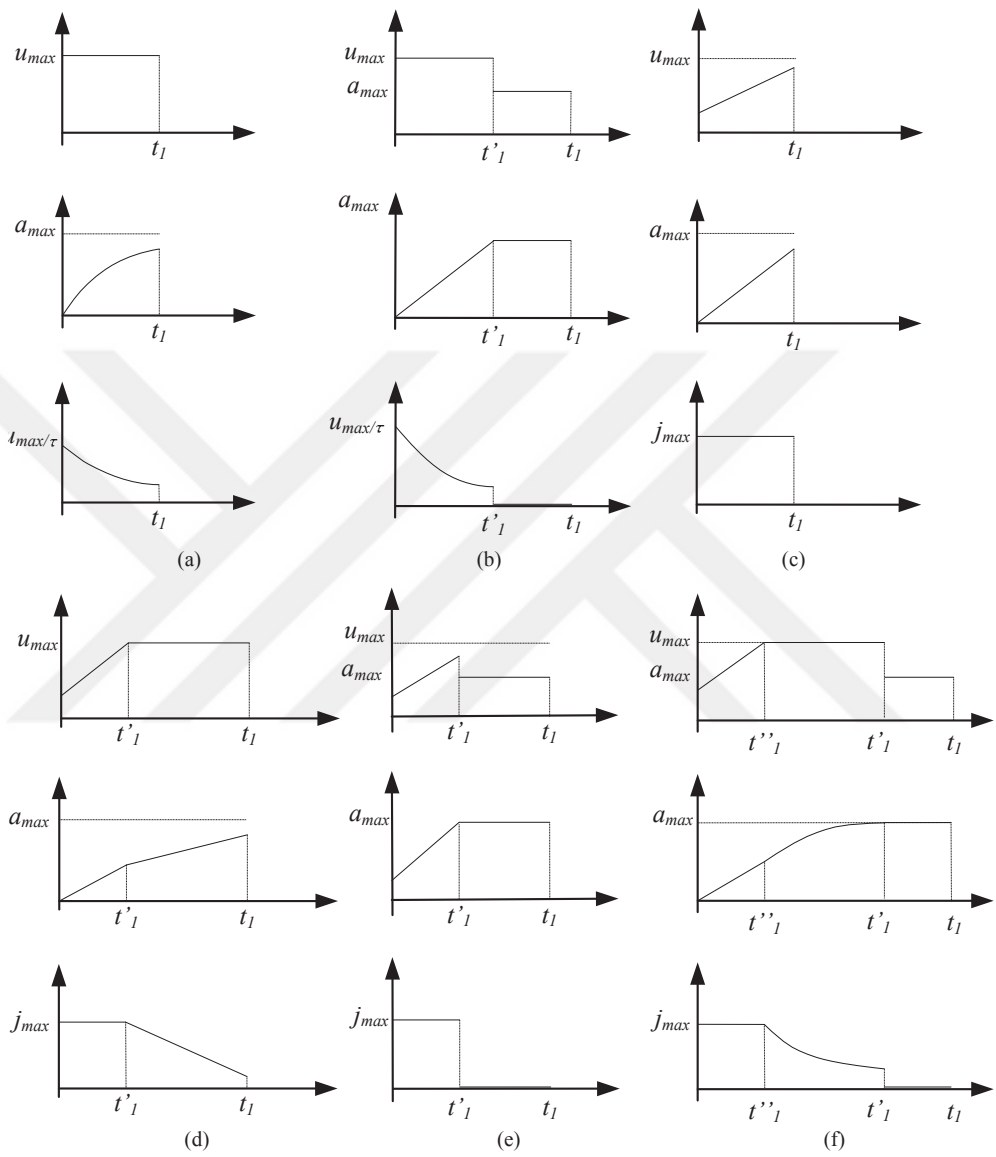 u_max
t_1
a_max
t_1
u_max/τ
t_1
(a)
u_max
a_max
t'_1
t_1
a_max
t'_1
t_1
u_max/τ
t'_1
t_1
(b)
u_max
t_1
a_max
t_1
j_max
t_1
(c)
u_max
t'_1
t_1
a_max
t'_1
t_1
j_max
t'_1
t_1
(d)
u_max
a_max
t'_1
t_1
a_max
t'_1
t_1
j_max
t'_1
t_1
(e)
u_max
a_max
t''_1
t'_1
t_1
a_max
t''_1
t'_1
t_1
j_max
t''_1
t'_1
t_1
(f)